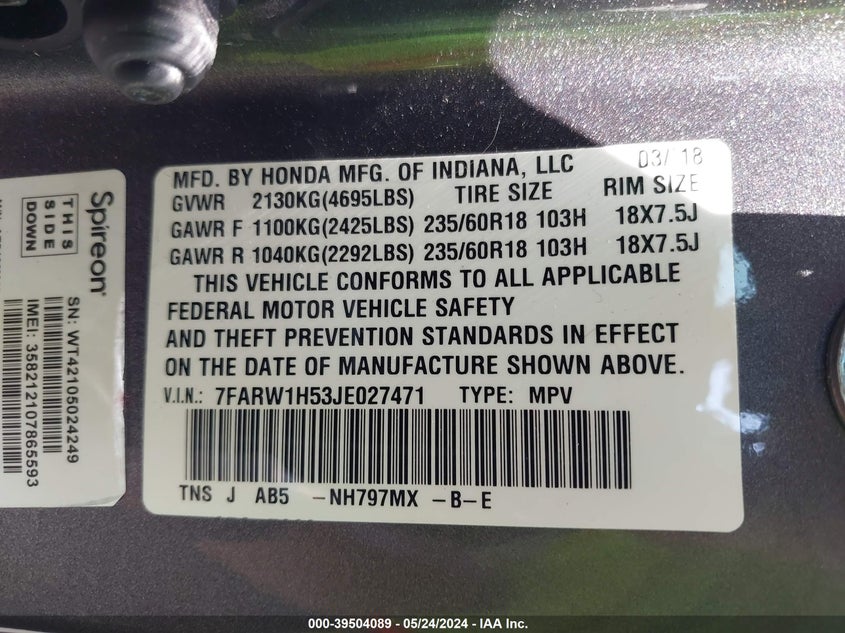 Spireon
THIS
SIDE
DOWN
SN: WT42105024249
IMEI: 358212107865593
03/18
MFD. BY HONDA MFG. OF INDIANA, LLC
GVWR 2130KG(4695LBS) TIRE SIZE RIM SIZE
GAWR F 1100KG(2425LBS) 235/60R18 103H 18X7.5J
GAWR R 1040KG(2292LBS) 235/60R18 103H 18X7.5J
THIS VEHICLE CONFORMS TO ALL APPLICABLE
FEDERAL MOTOR VEHICLE SAFETY
AND THEFT PREVENTION STANDARDS IN EFFECT
ON THE DATE OF MANUFACTURE SHOWN ABOVE.
V.I.N.: 7FARW1H53JE027471 TYPE: MPV
TNS J AB5 -NH797MX -B-E
000-39504089 - 05/24/2024 - IAA Inc.